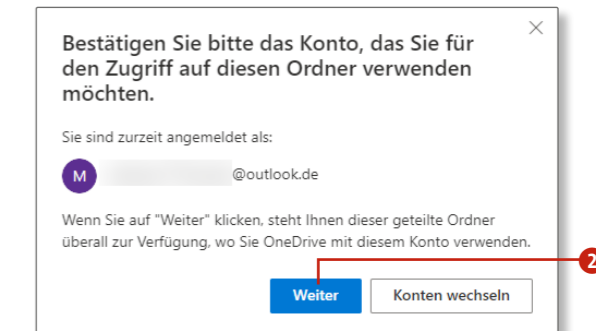 Bestätigen Sie bitte das Konto, das Sie für
den Zugriff auf diesen Ordner verwenden
möchten.
Sie sind zurzeit angemeldet als:
M
@outlook.de
Wenn Sie auf "Weiter" klicken, steht Ihnen dieser geteilte Ordner
überall zur Verfügung, wo Sie OneDrive mit diesem Konto verwenden.
2
Weiter
Konten wechseln